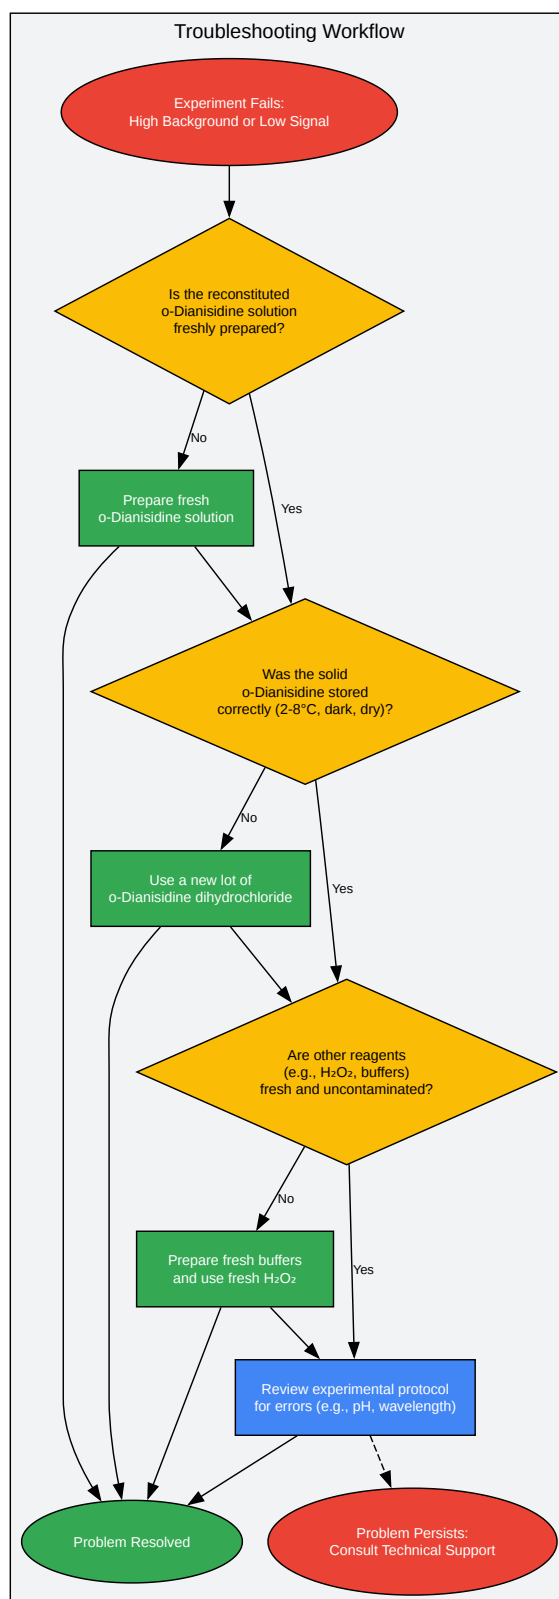 Troubleshooting Workflow
Experiment Fails:
High Background or Low Signal
Is the reconstituted
o-Dianisidine solution
freshly prepared?
No
Yes
Prepare fresh
o-Dianisidine solution
Was the solid
o-Dianisidine stored
correctly (2-8°C, dark, dry)?
No
Yes
Use a new lot of
o-Dianisidine dihydrochloride
Are other reagents
(e.g., H₂O₂, buffers)
fresh and uncontaminated?
No
Yes
Prepare fresh buffers
and use fresh H₂O₂
Review experimental protocol
for errors (e.g., pH, wavelength)
Problem Resolved
Problem Persists:
Consult Technical Support